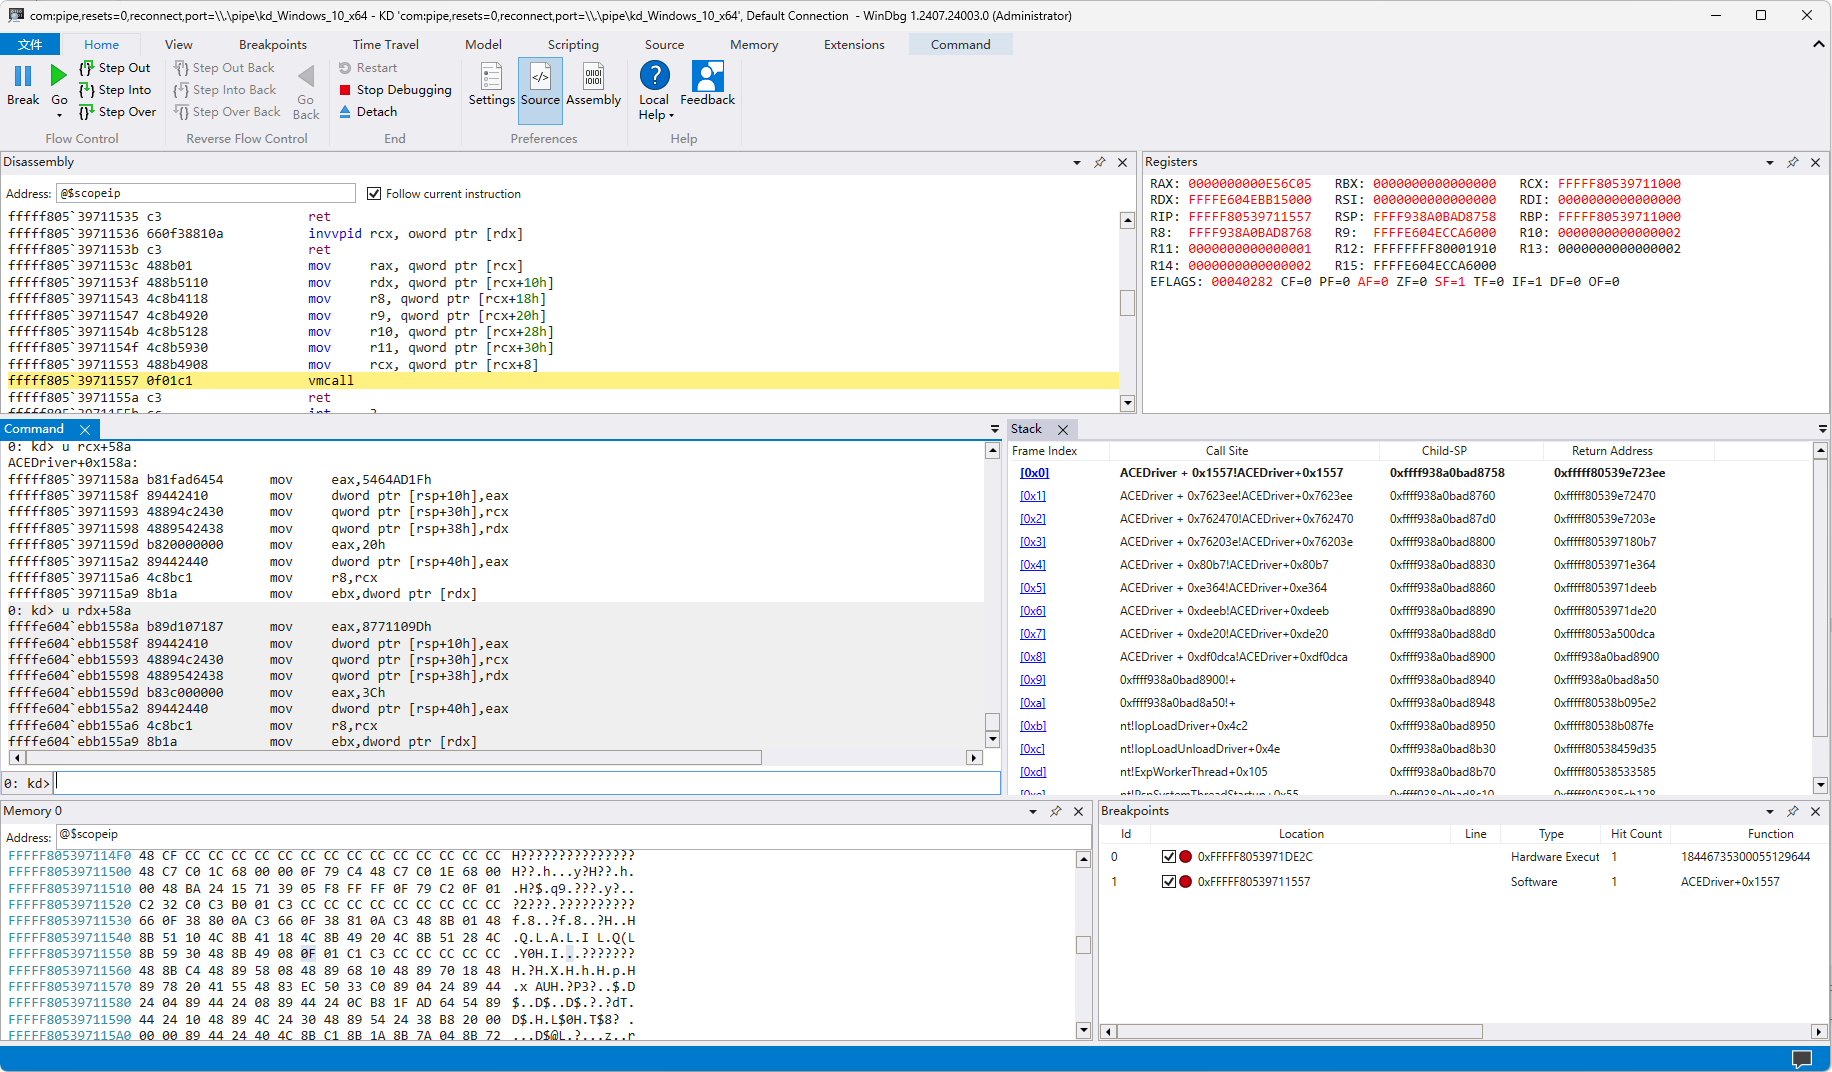 com:pipe,resets=0,reconnect,port=\\.\pipe\kd_Windows_10_x64 - KD 'com:pipe,resets=0,reconnect,port=\\.\pipe\kd_Windows_10_x64', Default Connection - WinDbg 1.2407.24003.0 (Administrator)
文件 Home View Breakpoints Time Travel Model Scripting Source Memory Extensions Command
Break Go Step Out Step Into Step Over
Flow Control
Step Out Back Step Into Back Step Over Back Go Back
Reverse Flow Control
Restart
Stop Debugging
Detach
End
Settings Source Assembly
Preferences
Local Help Feedback
Help
Disassembly
Address: @$scopeip Follow current instruction
fffff805`39711535 c3 ret
fffff805`39711536 660f38810a invvpid rcx, oword ptr [rdx]
fffff805`3971153b c3 ret
fffff805`3971153c 488b01 mov rax, qword ptr [rcx]
fffff805`3971153f 488b5110 mov rdx, qword ptr [rcx+10h]
fffff805`39711543 4c8b4118 mov r8, qword ptr [rcx+18h]
fffff805`39711547 4c8b4920 mov r9, qword ptr [rcx+20h]
fffff805`3971154b 4c8b5128 mov r10, qword ptr [rcx+28h]
fffff805`3971154f 4c8b5930 mov r11, qword ptr [rcx+30h]
fffff805`39711553 488b4908 mov rcx, qword ptr [rcx+8]
fffff805`39711557 0f01c1 vmcall
fffff805`3971155a c3 ret
fffff805`3971155b cc int 3
Registers
RAX: 0000000000E56C05 RBX: 0000000000000000 RCX: FFFFF80539711000
RDX: FFFFE604EBB15000 RSI: 0000000000000000 RDI: 0000000000000000
RIP: FFFFF80539711557 RSP: FFFF938A0BAD8758 RBP: FFFFF80539711000
R8: FFFF938A0BAD8768 R9: FFFFE604ECCA6000 R10: 0000000000000002
R11: 0000000000000001 R12: FFFFFFFF80001910 R13: 0000000000000002
R14: 0000000000000002 R15: FFFFE604ECCA6000
EFLAGS: 00040282 CF=0 PF=0 AF=0 ZF=0 SF=1 TF=0 IF=1 DF=0 OF=0
Command
0: kd> u rcx+58a
ACEDriver+0x158a:
fffff805`3971158a b81fad6454 mov eax,5464AD1Fh
fffff805`3971158f 89442410 mov dword ptr [rsp+10h],eax
fffff805`39711593 48894c2430 mov qword ptr [rsp+30h],rcx
fffff805`39711598 4889542438 mov qword ptr [rsp+38h],rdx
fffff805`3971159d b820000000 mov eax,20h
fffff805`397115a2 89442440 mov dword ptr [rsp+40h],eax
fffff805`397115a6 4c8bc1 mov r8,rcx
fffff805`397115a9 8b1a mov ebx,dword ptr [rdx]
0: kd> u rdx+58a
ffffe604`ebb1558a b89d107187 mov eax,8771109Dh
ffffe604`ebb1558f 89442410 mov dword ptr [rsp+10h],eax
ffffe604`ebb15593 48894c2430 mov qword ptr [rsp+30h],rcx
ffffe604`ebb15598 4889542438 mov qword ptr [rsp+38h],rdx
ffffe604`ebb1559d b83c000000 mov eax,3Ch
ffffe604`ebb155a2 89442440 mov dword ptr [rsp+40h],eax
ffffe604`ebb155a6 4c8bc1 mov r8,rcx
ffffe604`ebb155a9 8b1a mov ebx,dword ptr [rdx]
0: kd>
Stack
Frame Index Call Site Child-SP Return Address
[0x0] ACEDriver + 0x1557!ACEDriver+0x1557 0xffff938a0bad8758 0xfffff80539e723ee
[0x1] ACEDriver + 0x7623ee!ACEDriver+0x7623ee 0xffff938a0bad8760 0xfffff80539e72470
[0x2] ACEDriver + 0x762470!ACEDriver+0x762470 0xffff938a0bad87d0 0xfffff80539e7203e
[0x3] ACEDriver + 0x76203e!ACEDriver+0x76203e 0xffff938a0bad8800 0xfffff805397180b7
[0x4] ACEDriver + 0x80b7!ACEDriver+0x80b7 0xffff938a0bad8830 0xfffff8053971e364
[0x5] ACEDriver + 0xe364!ACEDriver+0xe364 0xffff938a0bad8860 0xfffff8053971deeb
[0x6] ACEDriver + 0xdeeb!ACEDriver+0xdeeb 0xffff938a0bad8890 0xfffff8053971de20
[0x7] ACEDriver + 0xde20!ACEDriver+0xde20 0xffff938a0bad88d0 0xfffff8053a500dca
[0x8] ACEDriver + 0xdf0dca!ACEDriver+0xdf0dca 0xffff938a0bad8900 0xffff938a0bad8900
[0x9] 0xffff938a0bad8900!+ 0xffff938a0bad8940 0xffff938a0bad8a50
[0xa] 0xffff938a0bad8a50!+ 0xffff938a0bad8948 0xfffff80538b095e2
[0xb] nt!IopLoadDriver+0x4c2 0xffff938a0bad8950 0xfffff80538b087fe
[0xc] nt!IopLoadUnloadDriver+0x4e 0xffff938a0bad8b30 0xfffff80538459d35
[0xd] nt!ExpWorkerThread+0x105 0xffff938a0bad8b70 0xfffff80538533585
[0xe] nt!PspSystemThreadStartup+0x55 0xffff938a0bad8c10 0xfffff805385cb128
Memory 0
Address: @$scopeip
FFFFF805397114F0 48 CF CC CC CC CC CC CC CC CC CC CC CC CC CC CC H???????????????
FFFFF80539711500 48 C7 C0 1C 68 00 00 0F 79 C4 48 C7 C0 1E 68 00 H??.h...y?H??.h.
FFFFF80539711510 00 48 BA 24 15 71 39 05 F8 FF FF 0F 79 C2 0F 01 .H?$.q9.???.y?..
FFFFF80539711520 C2 32 C0 C3 B0 01 C3 CC CC CC CC CC CC CC CC CC ?2???.??????????
FFFFF80539711530 66 0F 38 80 0A C3 66 0F 38 81 0A C3 48 8B 01 48 f.8..?f.8..?H..H
FFFFF80539711540 8B 51 10 4C 8B 41 18 4C 8B 49 20 4C 8B 51 28 4C .Q.L.A.L.I L.Q(L
FFFFF80539711550 8B 59 30 48 8B 49 08 0F 01 C1 C3 CC CC CC CC CC .Y0H.I...???????
FFFFF80539711560 48 8B C4 48 89 58 08 48 89 68 10 48 89 70 18 48 H.?H.X.H.h.H.p.H
FFFFF80539711570 89 78 20 41 55 48 83 EC 50 33 C0 89 04 24 89 44 .x AUH.?P3?..$.D
FFFFF80539711580 24 04 89 44 24 08 89 44 24 0C B8 1F AD 64 54 89 $..D$..D$.?.?dT.
FFFFF80539711590 44 24 10 48 89 4C 24 30 48 89 54 24 38 B8 20 00 D$.H.L$0H.T$8? .
FFFFF805397115A0 00 00 89 44 24 40 4C 8B C1 8B 1A 8B 7A 04 8B 72 ...D$@L.?...z..r
Breakpoints
Id Location Line Type Hit Count Function
0 0xFFFFF8053971DE2C Hardware Execut 1 18446735300055129644
1 0xFFFFF80539711557 Software 1 ACEDriver+0x1557